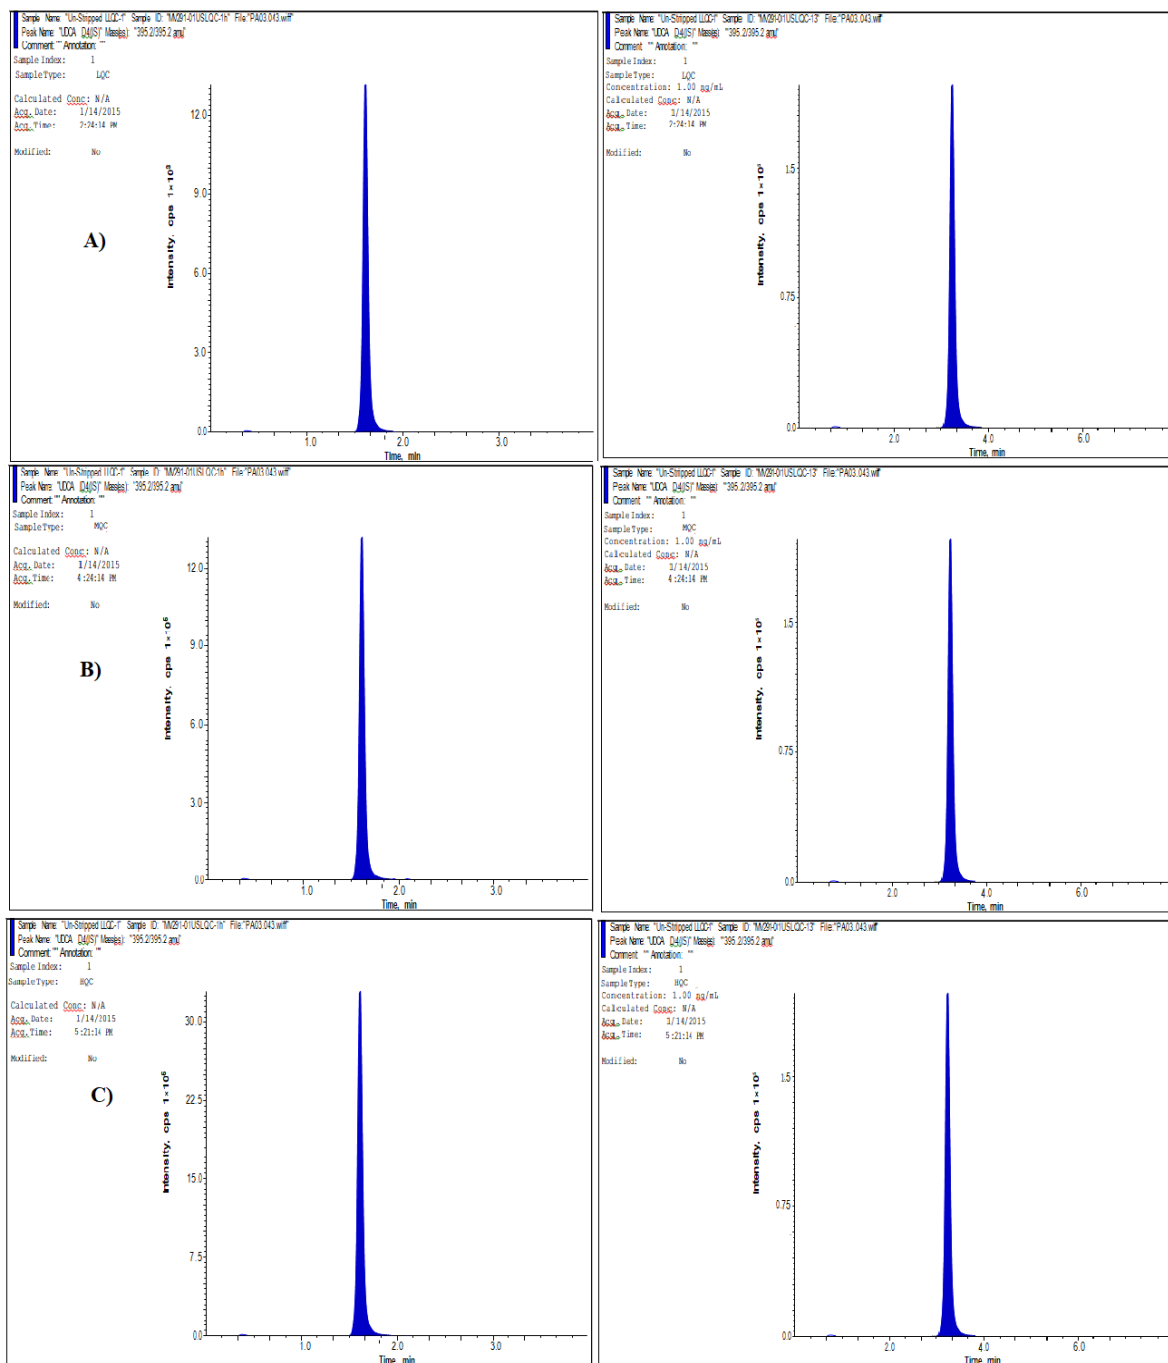 Sample Name: "Un-Stripped LLQC-1" Sample ID: "MV291-01USLQC-1h" File:"PA03.043.wiff"
Peak Name: "UDCA D4(IS)" Mass(es): "395.2/395.2 amu"
Comment: "" Annotation: ""
Sample Index: 1
Sample Type: LQC
Calculated Conc: N/A
Acq. Date: 1/14/2015
Acq. Time: 2:24:14 PM
Modified: No
A)
Intensity, cps 1×10³
12.0
9.0
6.0
3.0
0.0
1.0 2.0 3.0
Time, min
Sample Name: "Un-Stripped LLQC-1" Sample ID: "MV291-01USLQC-13" File:"PA03.043.wiff"
Peak Name: "UDCA D4(IS)" Mass(es): "395.2/395.2 amu"
Comment: "" Annotation: ""
Sample Index: 1
Sample Type: LQC
Concentration: 1.00 ng/mL
Calculated Conc: N/A
Acq. Date: 1/14/2015
Acq. Time: 2:24:14 PM
Modified: No
Intensity, cps
1.5
0.75
0.0
2.0 4.0 6.0
Time, min
Sample Name: "Un-Stripped LLQC-1" Sample ID: "MV291-01USLQC-1h" File:"PA03.043.wiff"
Peak Name: "UDCA D4(IS)" Mass(es): "395.2/395.2 amu"
Comment: "" Annotation: ""
Sample Index: 1
Sample Type: MQC
Calculated Conc: N/A
Acq. Date: 1/14/2015
Acq. Time: 4:24:14 PM
Modified: No
B)
Intensity, cps
12.0
9.0
6.0
3.0
0.0
1.0 2.0 3.0
Time, min
Sample Name: "Un-Stripped LLQC-1" Sample ID: "MV291-01USLQC-13" File:"PA03.043.wiff"
Peak Name: "UDCA D4(IS)" Mass(es): "395.2/395.2 amu"
Comment: "" Annotation: ""
Sample Index: 1
Sample Type: MQC
Concentration: 1.00 ng/mL
Calculated Conc: N/A
Acq. Date: 1/14/2015
Acq. Time: 4:24:14 PM
Modified: No
Intensity, cps
1.5
0.75
0.0
2.0 4.0 6.0
Time, min
Sample Name: "Un-Stripped LLQC-1" Sample ID: "MV291-01USLQC-1h" File:"PA03.043.wiff"
Peak Name: "UDCA D4(IS)" Mass(es): "395.2/395.2 amu"
Comment: "" Annotation: ""
Sample Index: 1
Sample Type: HQC
Calculated Conc: N/A
Acq. Date: 1/14/2015
Acq. Time: 5:21:14 PM
Modified: No
C)
Intensity, cps 1×10⁶
30.0
22.5
15.0
7.5
0.0
1.0 2.0 3.0
Time, min
Sample Name: "Un-Stripped LLQC-1" Sample ID: "MV291-01USLQC-13" File:"PA03.043.wiff"
Peak Name: "UDCA D4(IS)" Mass(es): "395.2/395.2 amu"
Comment: "" Annotation: ""
Sample Index: 1
Sample Type: HQC
Concentration: 1.00 ng/mL
Calculated Conc: N/A
Acq. Date: 1/14/2015
Acq. Time: 5:21:14 PM
Modified: No
Intensity, cps
1.5
0.75
0.0
2.0 4.0 6.0
Time, min